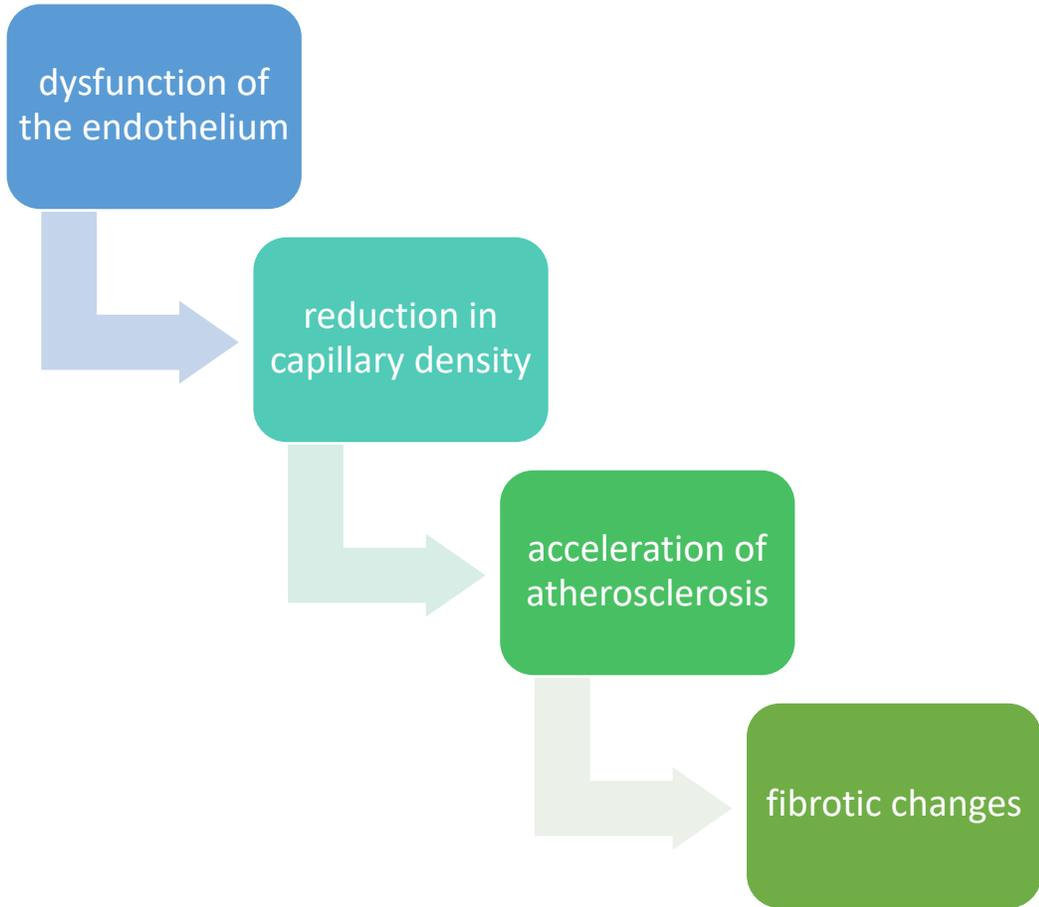 dysfunction of
the endothelium
reduction in
capillary density
acceleration of
atherosclerosis
fibrotic changes